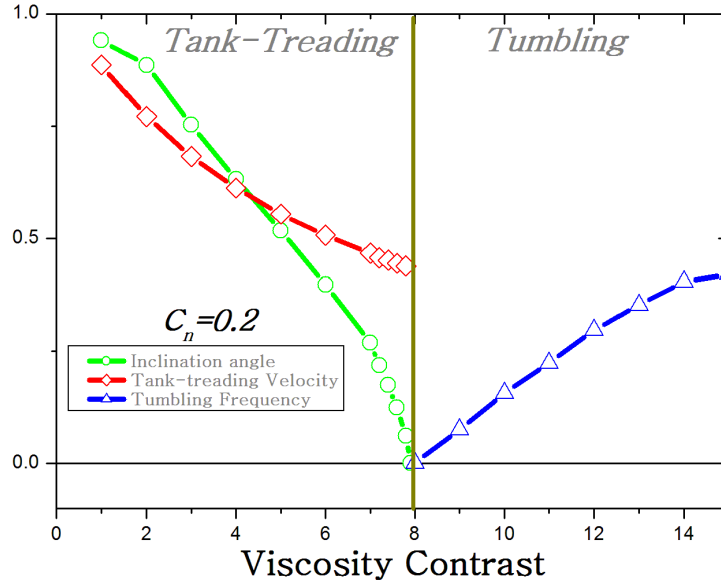 1.0
Tank-Treading Tumbling
0.5
Cn=0.2
Inclination angle
Tank-treading Velocity
Tumbling Frequency
0.0
0 2 4 6 8 10 12 14
Viscosity Contrast